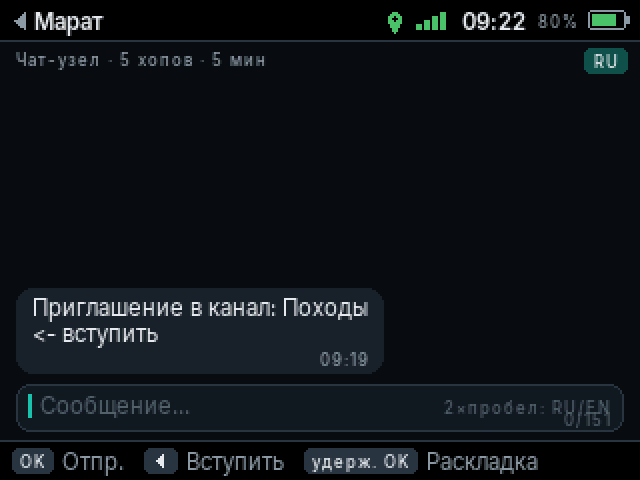 Марат
09:22 80%
Чат-узел · 5 хопов · 5 мин
RU
Приглашение в канал: Походы
<- вступить
09:19
Сообщение...
2×пробел: RU/EN
0/151
OK Отпр. Вступить удерж. OK Раскладка